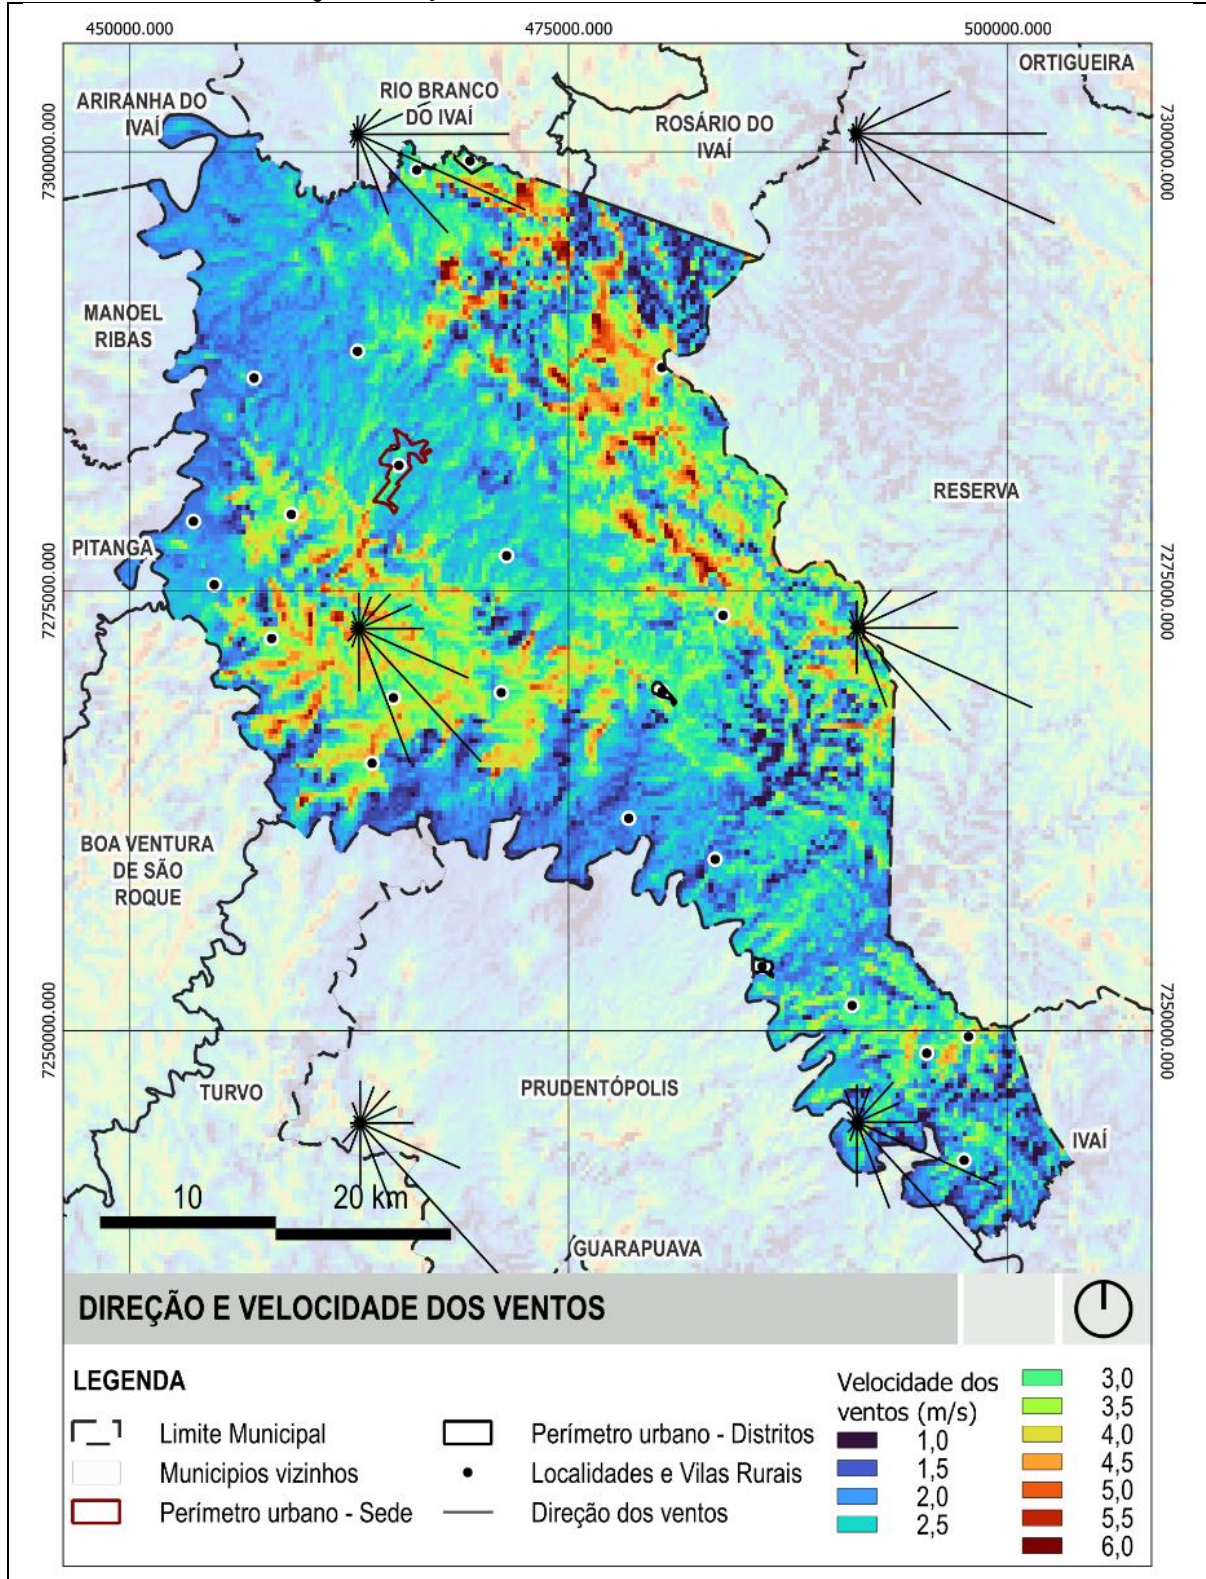 450000.000
475000.000
500000.000
ORTIGUEIRA
ARIRANHA DO
IVAÍ
RIO BRANCO
DO IVAÍ
ROSÁRIO DO
IVAÍ
7300000.000
7300000.000
MANOEL
RIBAS
RESERVA
PITANGA
7275000.000
7275000.000
BOA VENTURA
DE SÃO
ROQUE
7250000.000
7250000.000
TURVO
PRUDENTÓPOLIS
IVAÍ
10
20 km
GUARAPUAVA
DIREÇÃO E VELOCIDADE DOS VENTOS
LEGENDA
Limite Municipal
Municipios vizinhos
Perímetro urbano - Sede
Perímetro urbano - Distritos
Localidades e Vilas Rurais
Direção dos ventos
Velocidade dos
ventos (m/s)
1,0
1,5
2,0
2,5
3,0
3,5
4,0
4,5
5,0
5,5
6,0